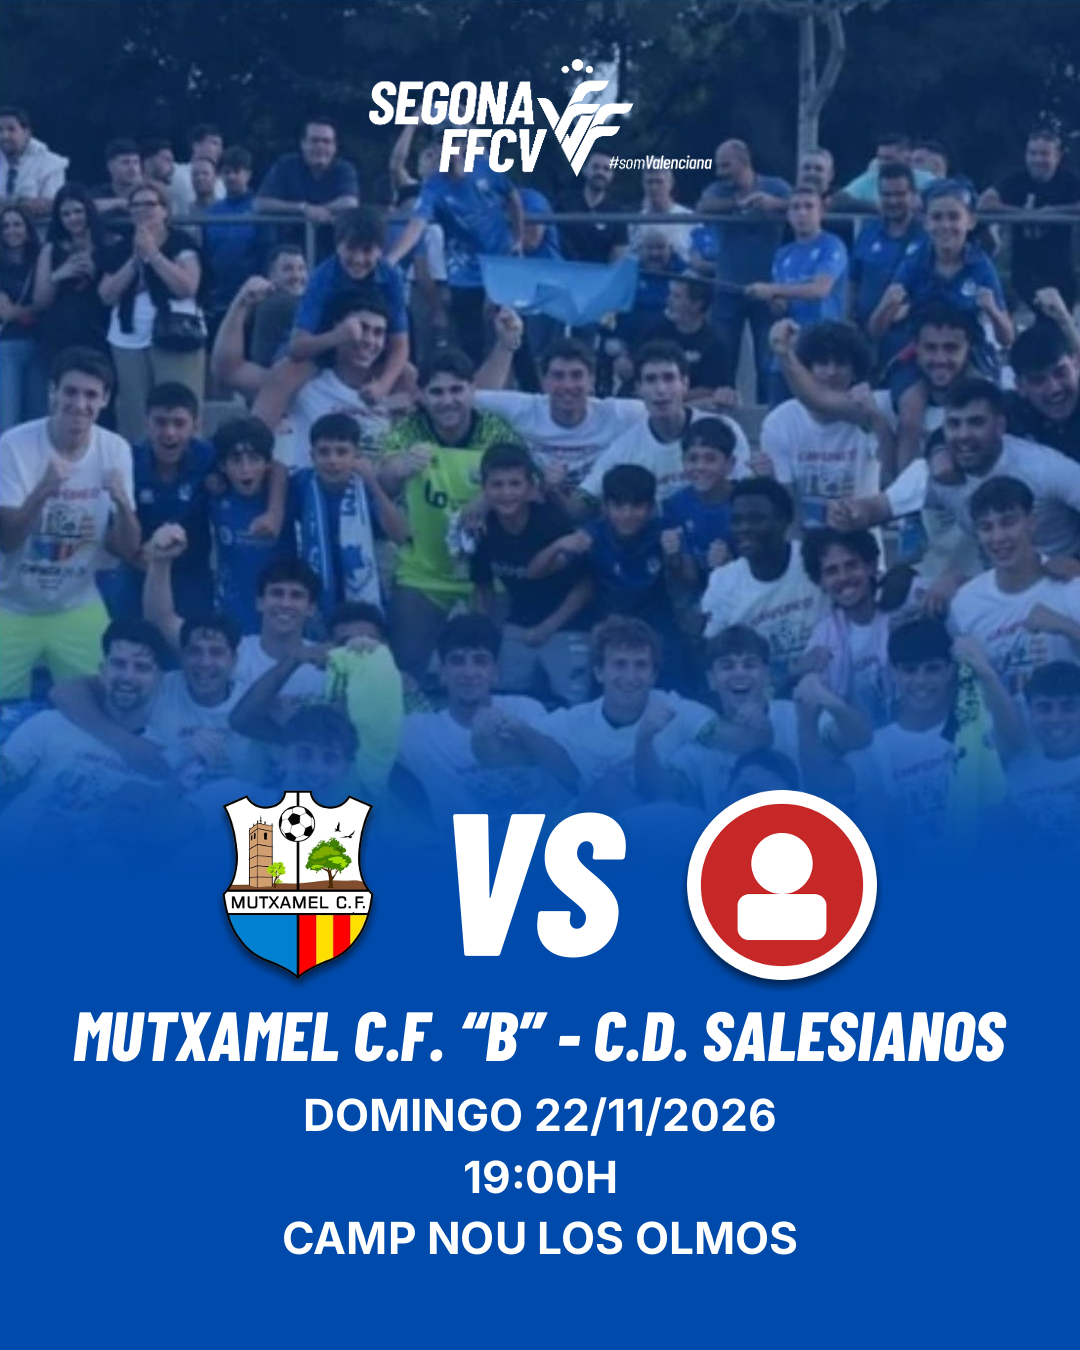 SEGONA
FFCV
#somValenciana
MUTXAMEL C.F.
VS
MUTXAMEL C.F. “B” - C.D. SALESIANOS
DOMINGO 22/11/2026
19:00H
CAMP NOU LOS OLMOS